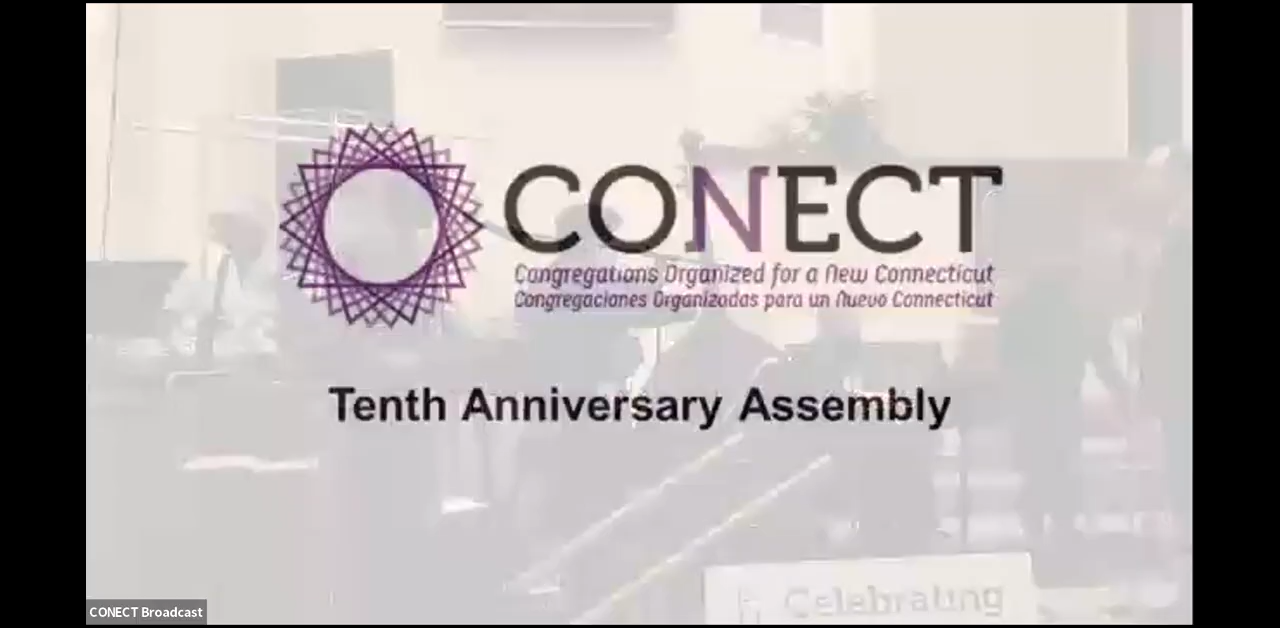 CONECT
Congregations Organized for a New Connecticut
Congregaciones Organizadas para un Nuevo Connecticut
Tenth Anniversary Assembly
Celebrating
CONECT Broadcast